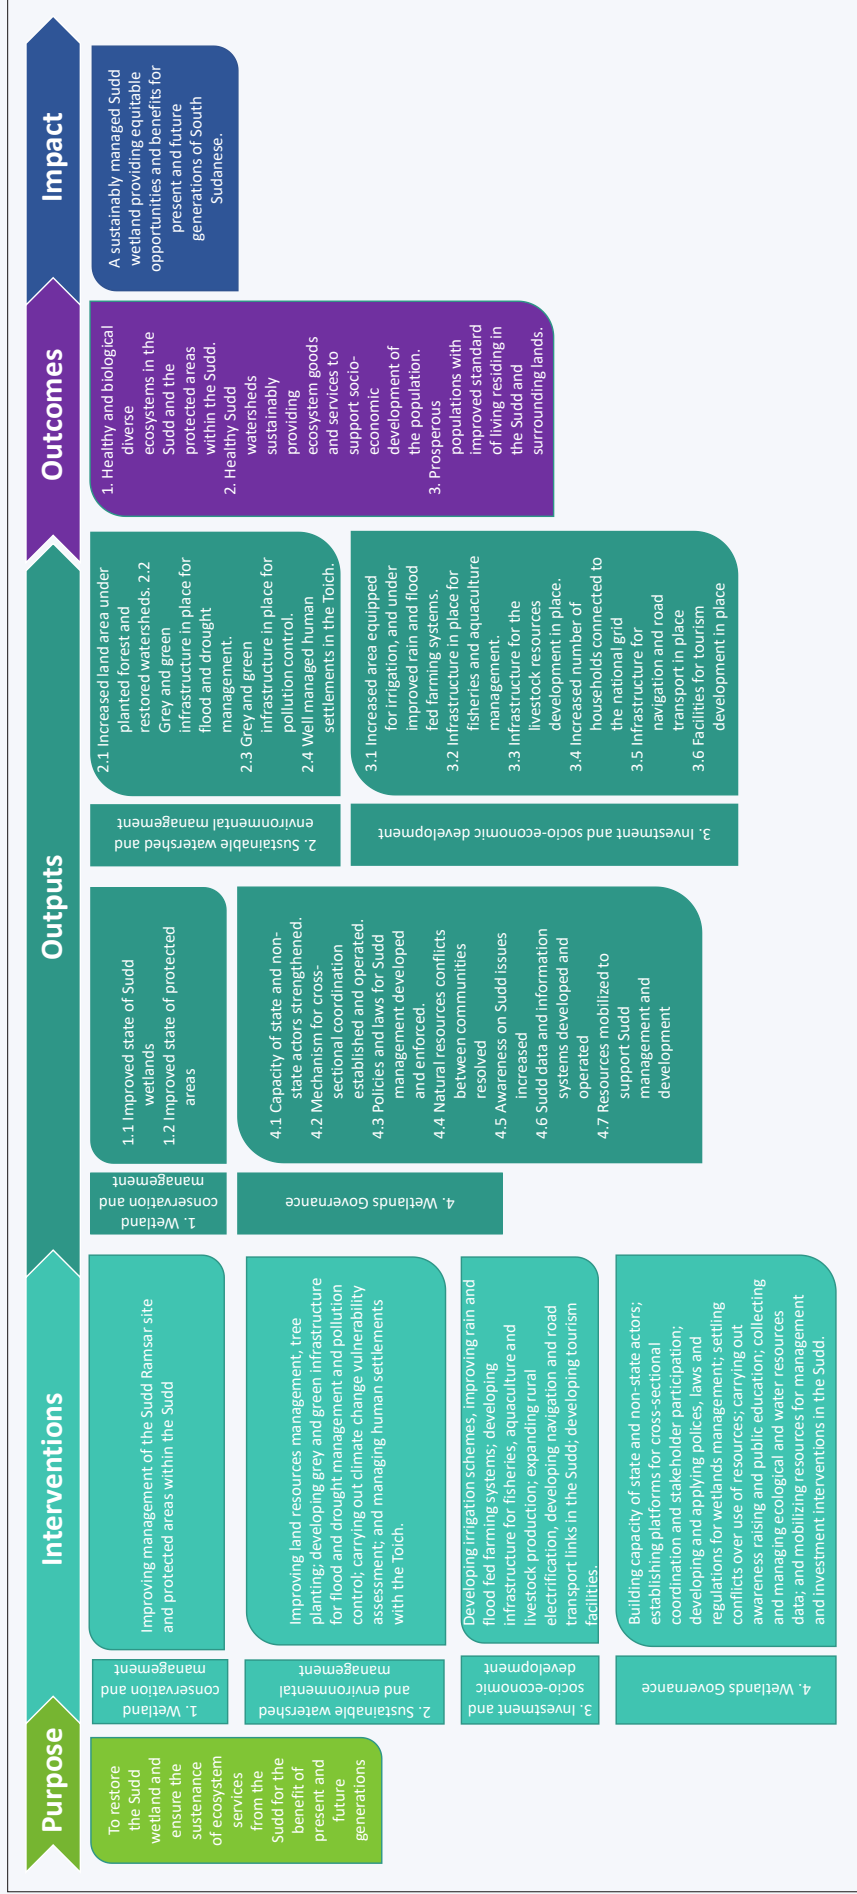 Purpose
Interventions
Outputs
Outcomes
Impact
To restore
the Sudd
wetland and
ensure the
sustenance
of ecosystem
services
from the
Sudd for the
benefit of
present and
future
generations
1. Wetland
conservation and
management
Improving management of the Sudd Ramsar site
and protected areas within the Sudd
2. Sustainable watershed
and environmental
management
Improving land resources management, tree
planting; developing grey and green infrastructure
for flood and drought management and pollution
control; carrying out climate change vulnerability
assessment; and managing human settlements
with the Toich.
3. Investment and
socio-economic
development
Developing irrigation schemes, improving rain and
flood fed farming systems; developing
infrastructure for fisheries, aquaculture and
livestock production; expanding rural
electrification, developing navigation and road
transport links in the Sudd; developing tourism
facilities.
4. Wetlands Governance
Building capacity of state and non-state actors;
establishing platforms for cross-sectional
coordination and stakeholder participation;
developing and applying polices, laws and
regulations for wetlands management; settling
conflicts over use of resources; carrying out
awareness raising and public education; collecting
and managing ecological and water resources
data; and mobilizing resources for management
and investment interventions in the Sudd.
1. Wetland
conservation and
management
1.1 Improved state of Sudd
wetlands
1.2 Improved state of protected
areas
4. Wetlands Governance
4.1 Capacity of state and non-
state actors strengthened.
4.2 Mechanism for cross-
sectional coordination
established and operated.
4.3 Policies and laws for Sudd
management developed
and enforced.
4.4 Natural resources conflicts
between communities
resolved
4.5 Awareness on Sudd issues
increased
4.6 Sudd data and information
systems developed and
operated
4.7 Resources mobilized to
support Sudd
management and
development
2. Sustainable watershed and
environmental management
2.1 Increased land area under
planted forest and
restored watersheds. 2.2
Grey and green
infrastructure in place for
flood and drought
management.
2.3 Grey and green
infrastructure in place for
pollution control.
2.4 Well managed human
settlements in the Toich.
3. Investment and socio-economic development
3.1 Increased area equipped
for irrigation, and under
improved rain and flood
fed farming systems.
3.2 Infrastructure in place for
fisheries and aquaculture
management.
3.3 Infrastructure for the
livestock resources
development in place.
3.4 Increased number of
households connected to
the national grid
3.5 Infrastructure for
navigation and road
transport in place
3.6 Facilities for tourism
development in place
1. Healthy and biological
diverse
ecosystems in the
Sudd and the
protected areas
within the Sudd.
2. Healthy Sudd
watersheds
sustainably
providing
ecosystem goods
and services to
support socio-
economic
development of
the population.
3. Prosperous
populations with
improved standard
of living residing in
the Sudd and
surrounding lands.
A sustainably managed Sudd
wetland providing equitable
opportunities and benefits for
present and future
generations of South
Sudanese.